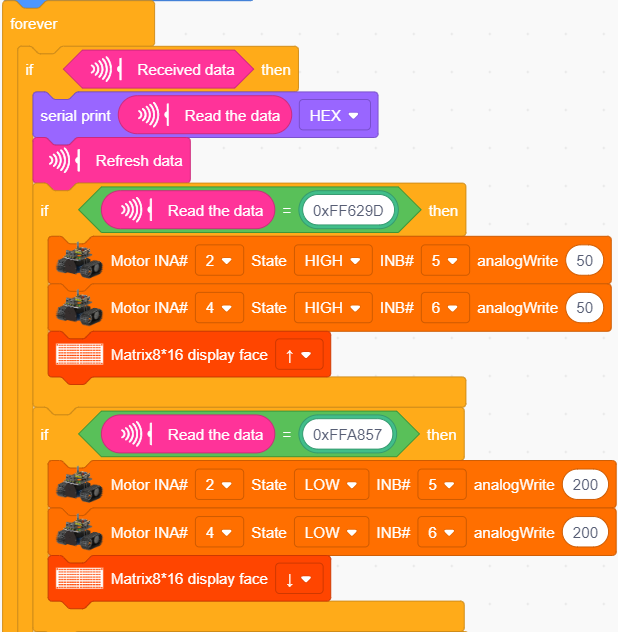 forever
if Received data then
serial print Read the data HEX
Refresh data
if Read the data = 0xFF629D then
Motor INA# 2 State HIGH INB# 5 analogWrite 50
Motor INA# 4 State HIGH INB# 6 analogWrite 50
Matrix8*16 display face ↑
if Read the data = 0xFFA857 then
Motor INA# 2 State LOW INB# 5 analogWrite 200
Motor INA# 4 State LOW INB# 6 analogWrite 200
Matrix8*16 display face ↓